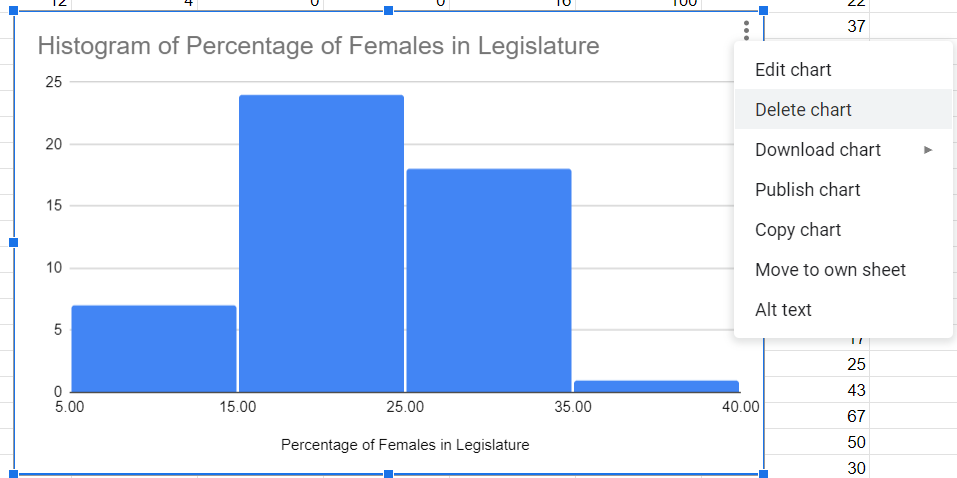 12 4 0 0 16 100 22
37
Histogram of Percentage of Females in Legislature
25
20
15
10
5
0
5.00 15.00 25.00 35.00 40.00
Percentage of Females in Legislature
Edit chart
Delete chart
Download chart
Publish chart
Copy chart
Move to own sheet
Alt text
17
25
43
67
50
30